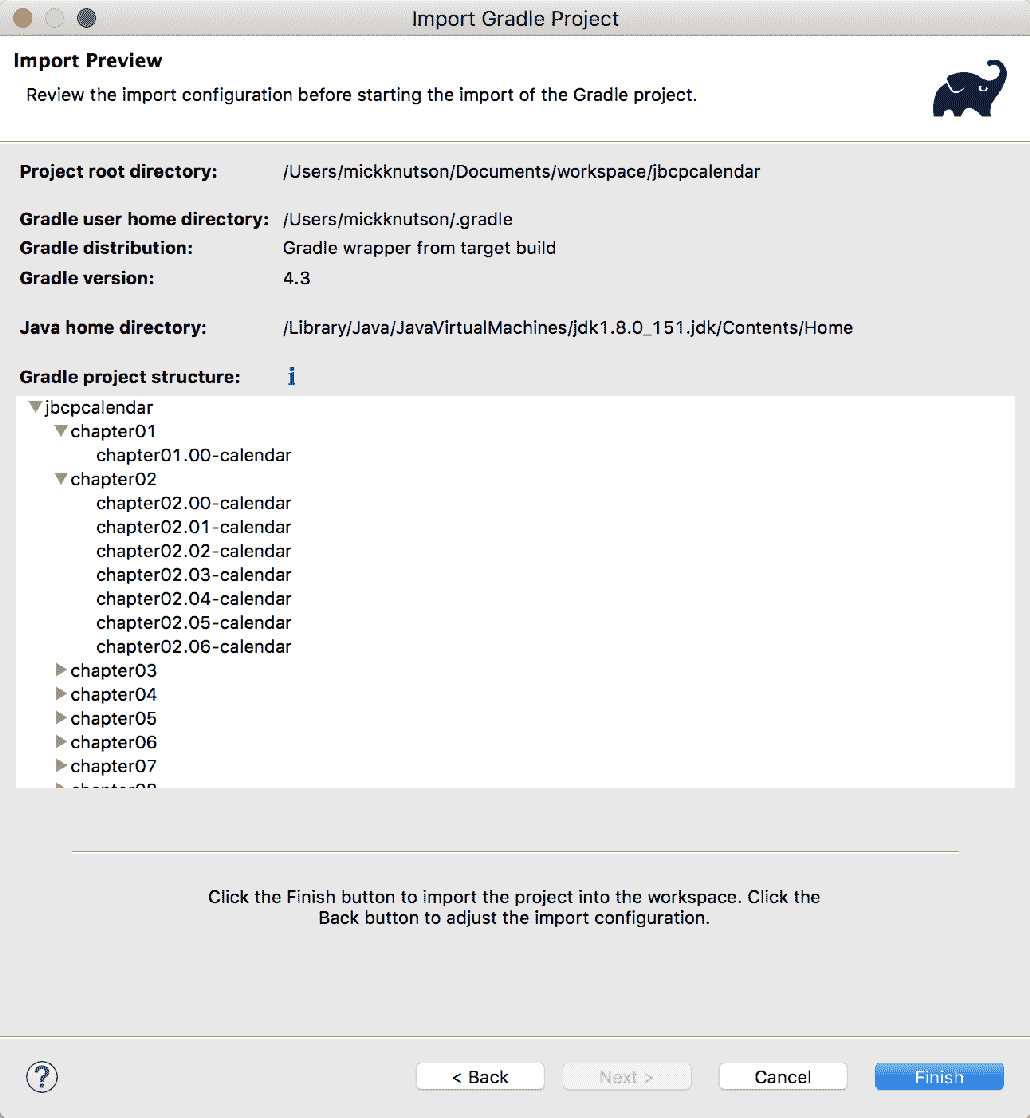 Import Gradle Project
Import Preview
Review the import configuration before starting the import of the Gradle project.
Project root directory: /Users/mickknutson/Documents/workspace/jbcpcalendar
Gradle user home directory: /Users/mickknutson/.gradle
Gradle distribution: Gradle wrapper from target build
Gradle version: 4.3
Java home directory: /Library/Java/JavaVirtualMachines/jdk1.8.0_151.jdk/Contents/Home
Gradle project structure:
jbcpcalendar
chapter01
chapter01.00-calendar
chapter02
chapter02.00-calendar
chapter02.01-calendar
chapter02.02-calendar
chapter02.03-calendar
chapter02.04-calendar
chapter02.05-calendar
chapter02.06-calendar
chapter03
chapter04
chapter05
chapter06
chapter07
Click the Finish button to import the project into the workspace. Click the
Back button to adjust the import configuration.
? < Back Next > Cancel Finish